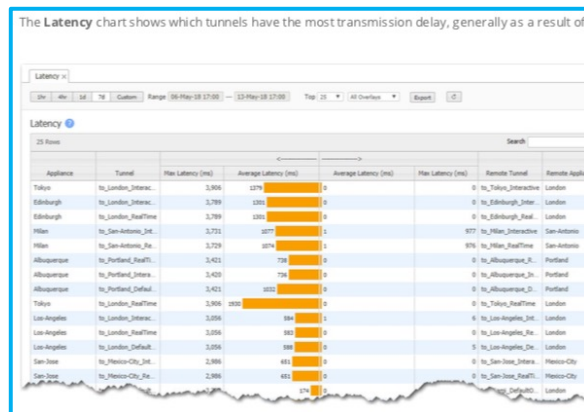 The Latency chart shows which tunnels have the most transmission delay, generally as a result of
Latency ×
1hr 4hr 1d 7d Custom Range 06-May-18 17:00 — 13-May-18 17:00 Top 25 All Overlays Export
Latency
25 Rows Search
Appliance Tunnel Max Latency (ms) Average Latency (ms) Average Latency (ms) Max Latency (ms) Remote Tunnel Remote Appli
Tokyo to_London_Interac... 3,906 1379 0 0 to_Tokyo_Interactive London
Edinburgh to_London_Interac... 3,789 1301 0 0 to_Edinburgh_Inter... London
Edinburgh to_London_RealTime 3,789 1301 0 0 to_Edinburgh_Real... London
Milan to_San-Antonio_Int... 3,731 1077 1 977 to_Milan_Interactive San-Antonio
Milan to_San-Antonio_Re... 3,729 1074 1 976 to_Milan_RealTime San-Antonio
Albuquerque to_Portland_RealTi... 3,421 736 0 0 to_Albuquerque_R... Portland
Albuquerque to_Portland_Intera... 3,420 736 0 0 to_Albuquerque_In... Portland
Albuquerque to_Portland_Defaul... 3,421 1032 0 0 to_Albuquerque_D... Portland
Tokyo to_London_RealTime 3,906 1930 0 0 to_Tokyo_RealTime London
Los-Angeles to_London_Interac... 3,056 584 1 6 to_Los-Angeles_Int... London
Los-Angeles to_London_RealTime 3,056 583 0 0 to_Los-Angeles_Re... London
Los-Angeles to_London_Default... 3,056 588 0 5 to_Los-Angeles_De... London
San-Jose to_Mexico-City_Int... 2,986 651 0 0 to_San-Jose_Intera... Mexico-City
San-Jose to_Mexico-City_Re... 2,986 651 0 0 to_San-Jose_RealTi... Mexico-City
174 0